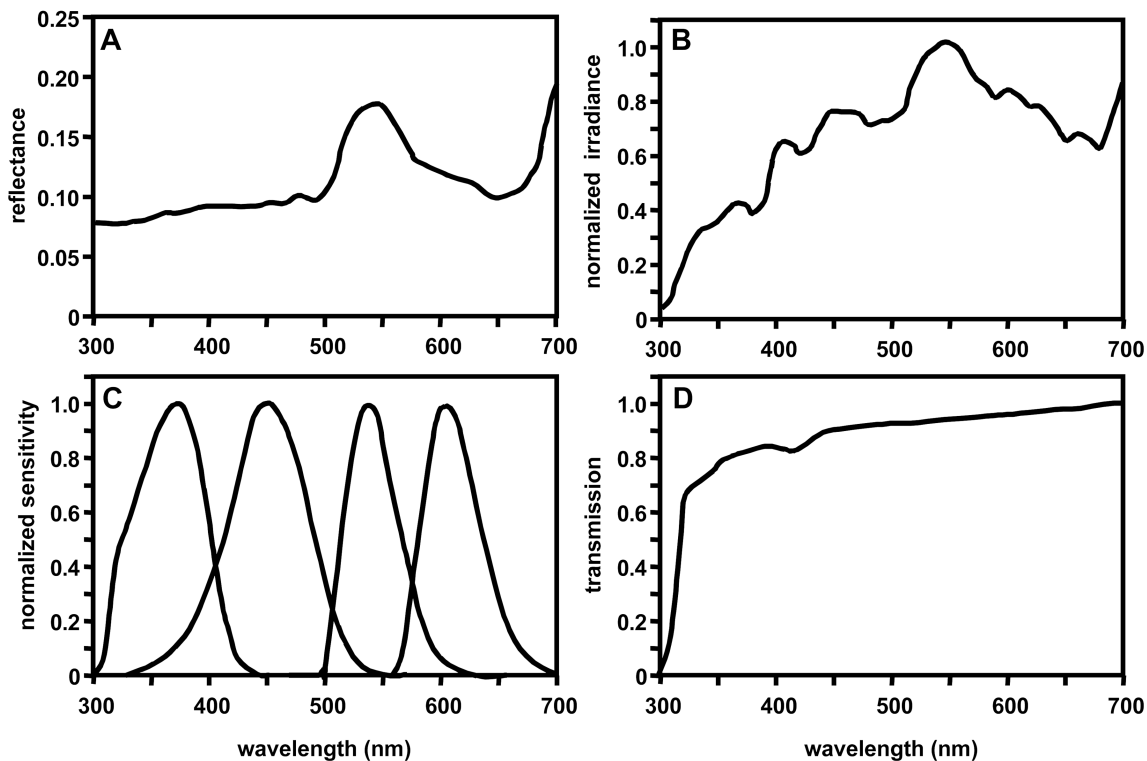 A
0.25
0.20
0.15
0.10
0.05
0
reflectance
300 400 500 600 700
B
1.0
0.8
0.6
0.4
0.2
0
normalized irradiance
300 400 500 600 700
C
1.0
0.8
0.6
0.4
0.2
0
normalized sensitivity
300 400 500 600 700
wavelength (nm)
D
1.0
0.8
0.6
0.4
0.2
0
transmission
300 400 500 600 700
wavelength (nm)